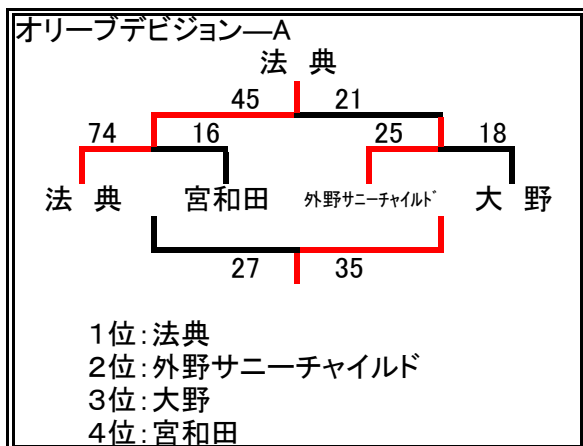 オリーブデビジョン―A
法 典
45 21
74 16 25 18
法 典 宮和田 外野サニーチャイルド 大 野
27 35
1位:法典
2位:外野サニーチャイルド
3位:大野
4位:宮和田